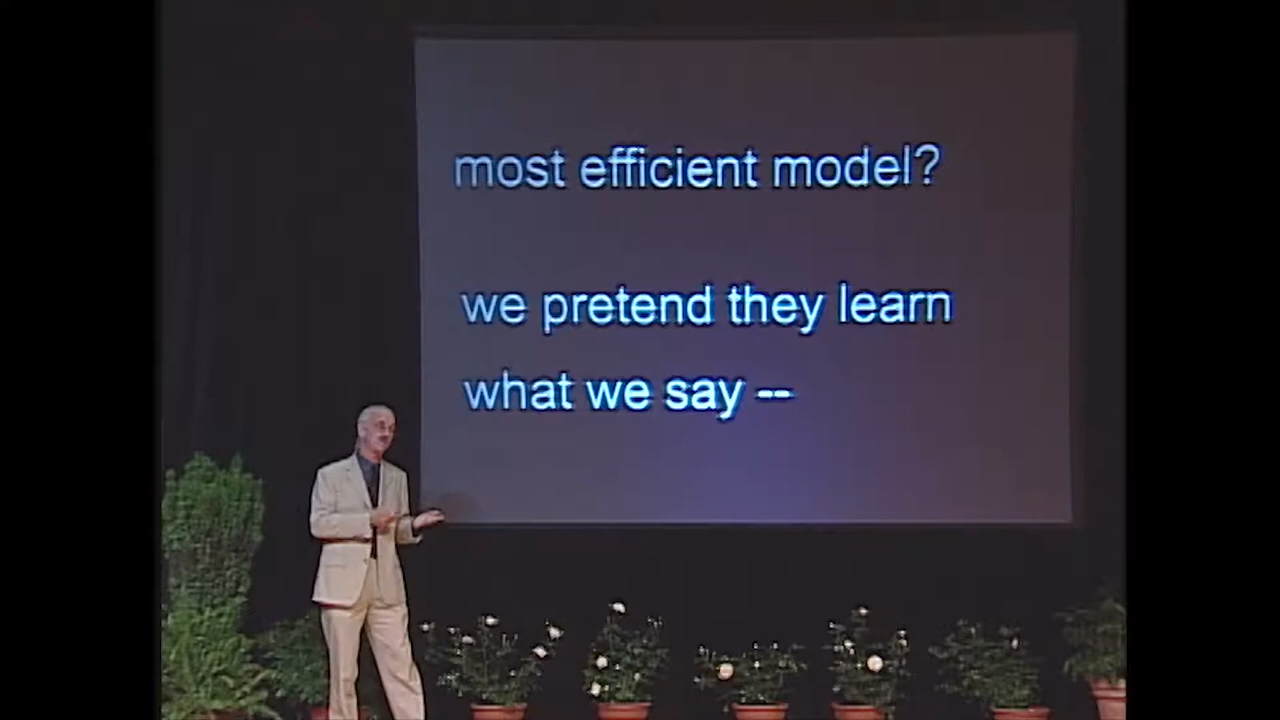 most efficient model?
we pretend they learn
what we say --